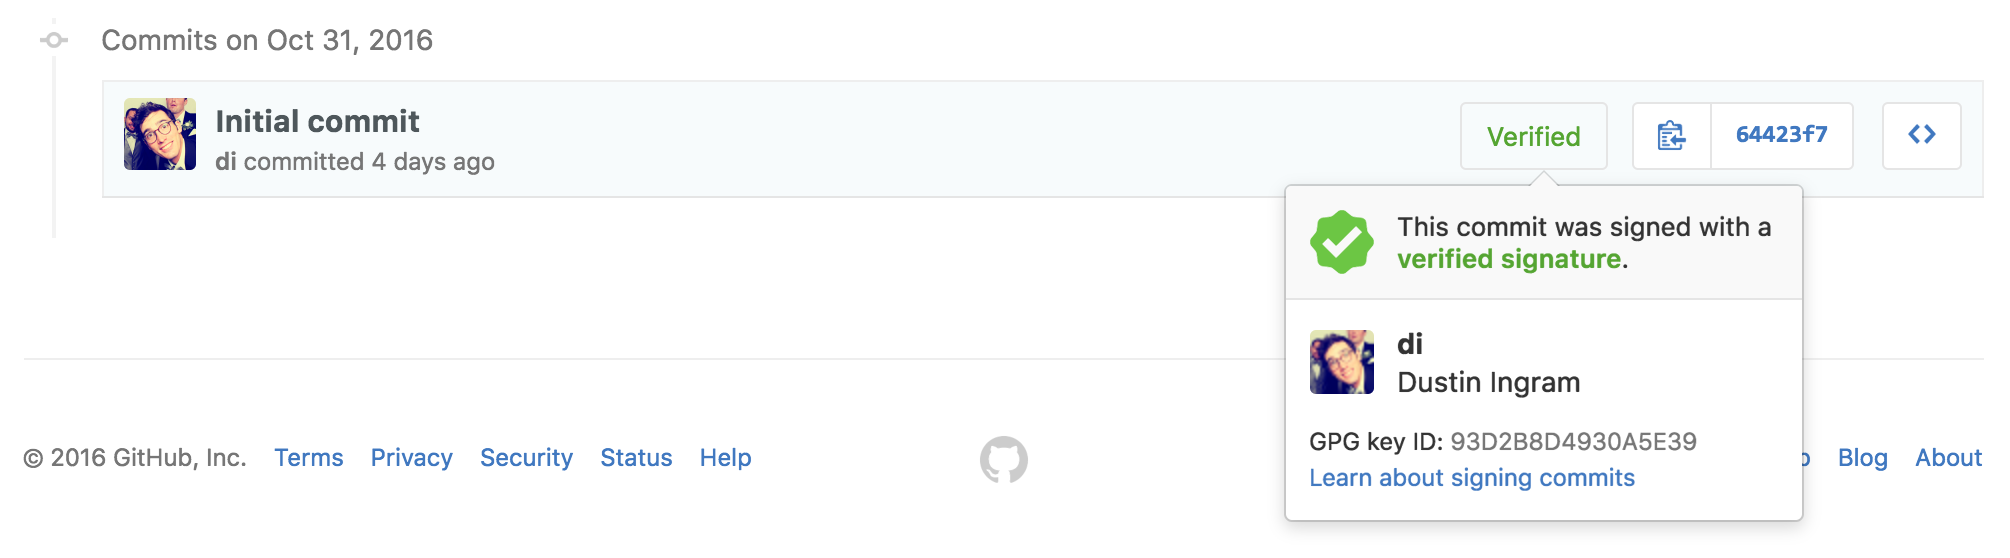 Commits on Oct 31, 2016
Initial commit
di committed 4 days ago
Verified
64423f7
This commit was signed with a
verified signature.
di
Dustin Ingram
GPG key ID: 93D2B8D4930A5E39
Learn about signing commits
© 2016 GitHub, Inc. Terms Privacy Security Status Help Blog About